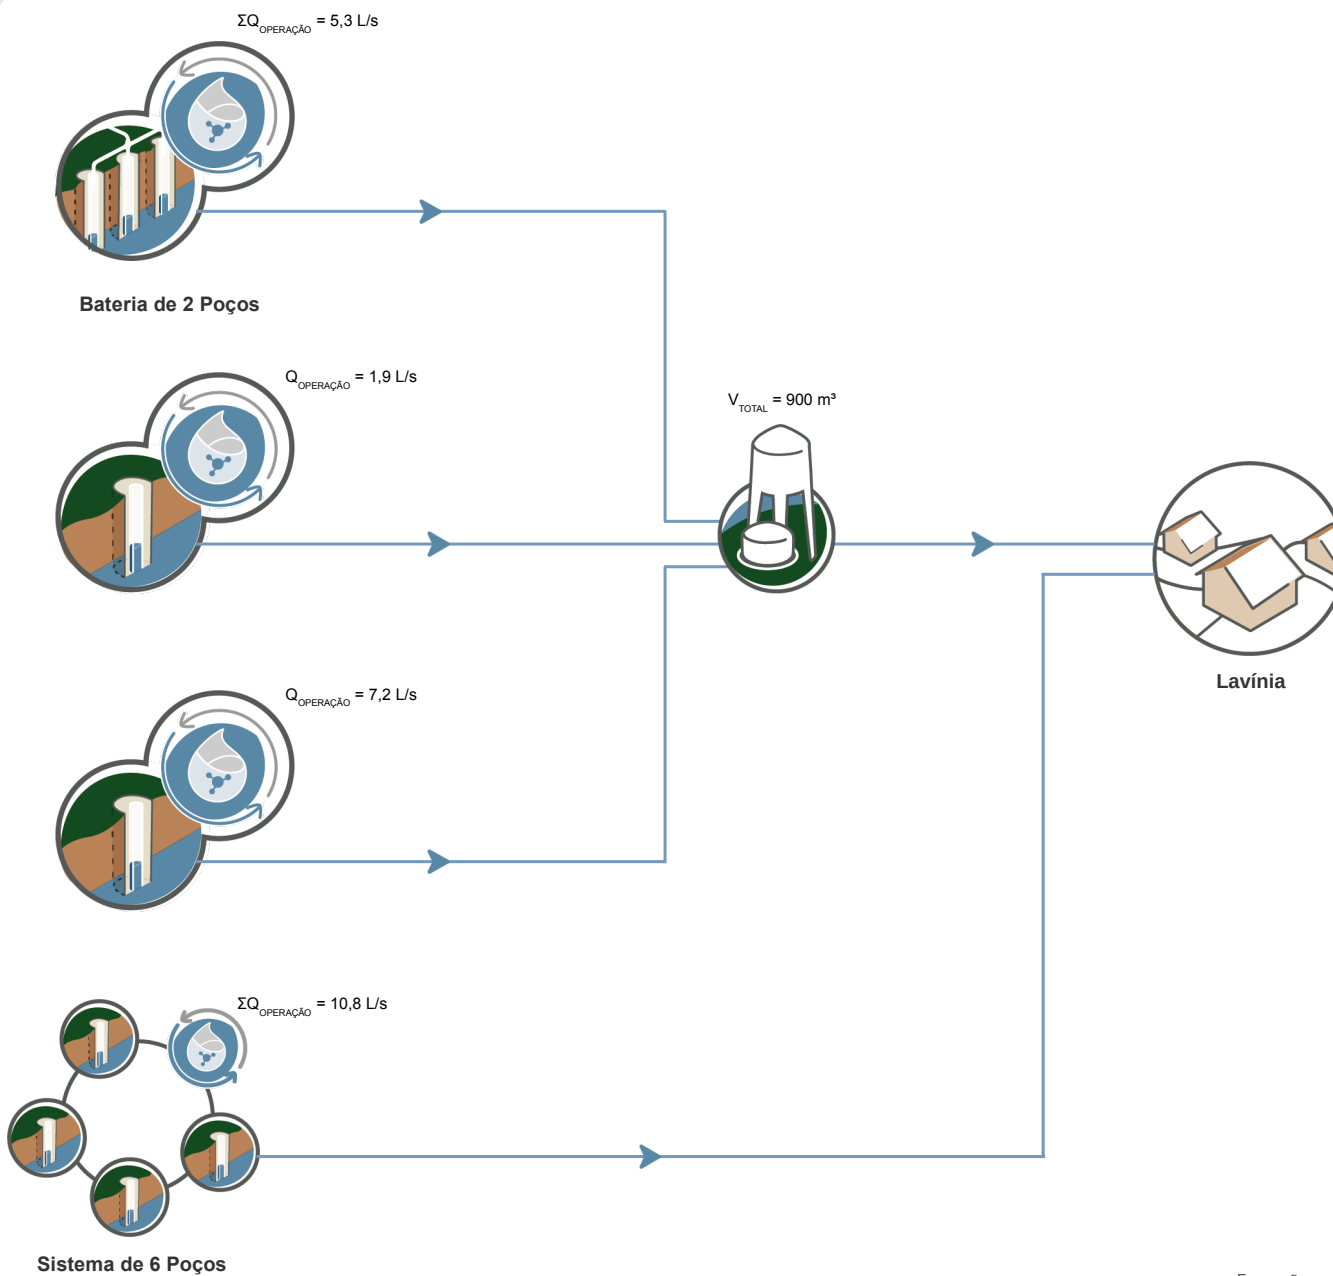 ΣQOPERAÇÃO = 5,3 L/s
Bateria de 2 Poços
QOPERAÇÃO = 1,9 L/s
VTOTAL = 900 m³
QOPERAÇÃO = 7,2 L/s
Lavínia
ΣQOPERAÇÃO = 10,8 L/s
Sistema de 6 Poços